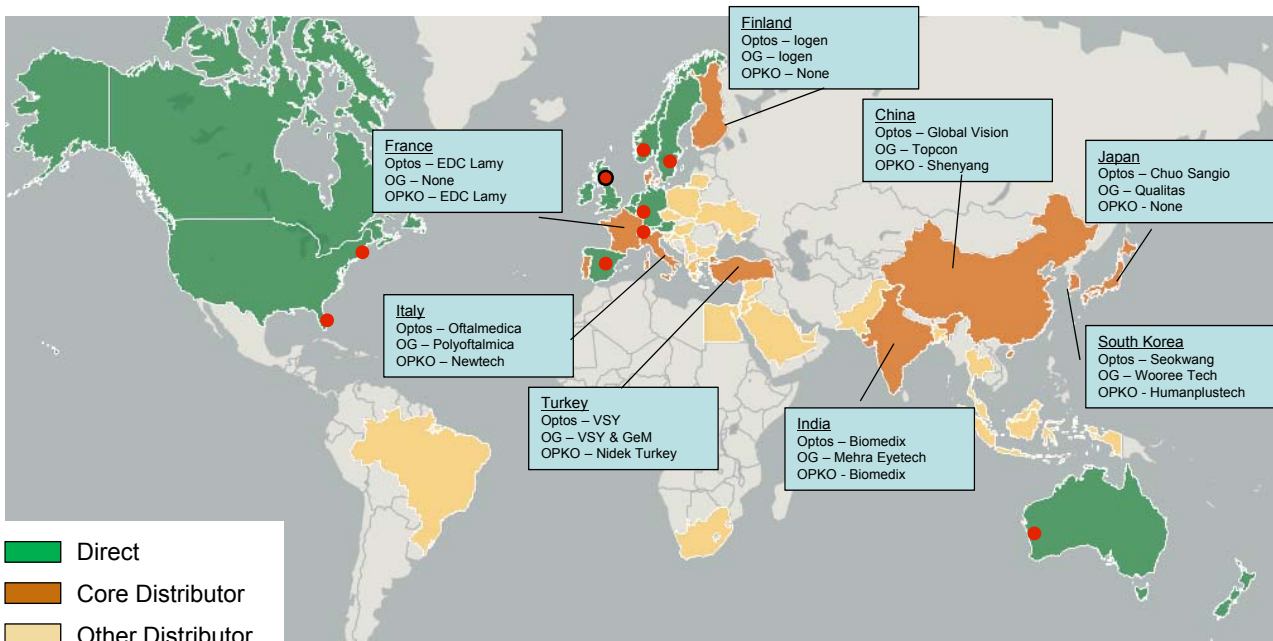 Finland
Optos – Iogen
OG – Iogen
OPKO – None
China
Optos – Global Vision
OG – Topcon
OPKO - Shenyang
France
Optos – EDC Lamy
OG – None
OPKO – EDC Lamy
Japan
Optos – Chuo Sangio
OG – Qualitas
OPKO - None
Italy
Optos – Oftalmedica
OG – Polyoftalmica
OPKO – Newtech
South Korea
Optos – Seokwang
OG – Wooree Tech
OPKO - Humanplustech
Turkey
Optos – VSY
OG – VSY & GeM
OPKO – Nidek Turkey
India
Optos – Biomedix
OG – Mehra Eyetech
OPKO - Biomedix
Direct
Core Distributor
Other Distributor